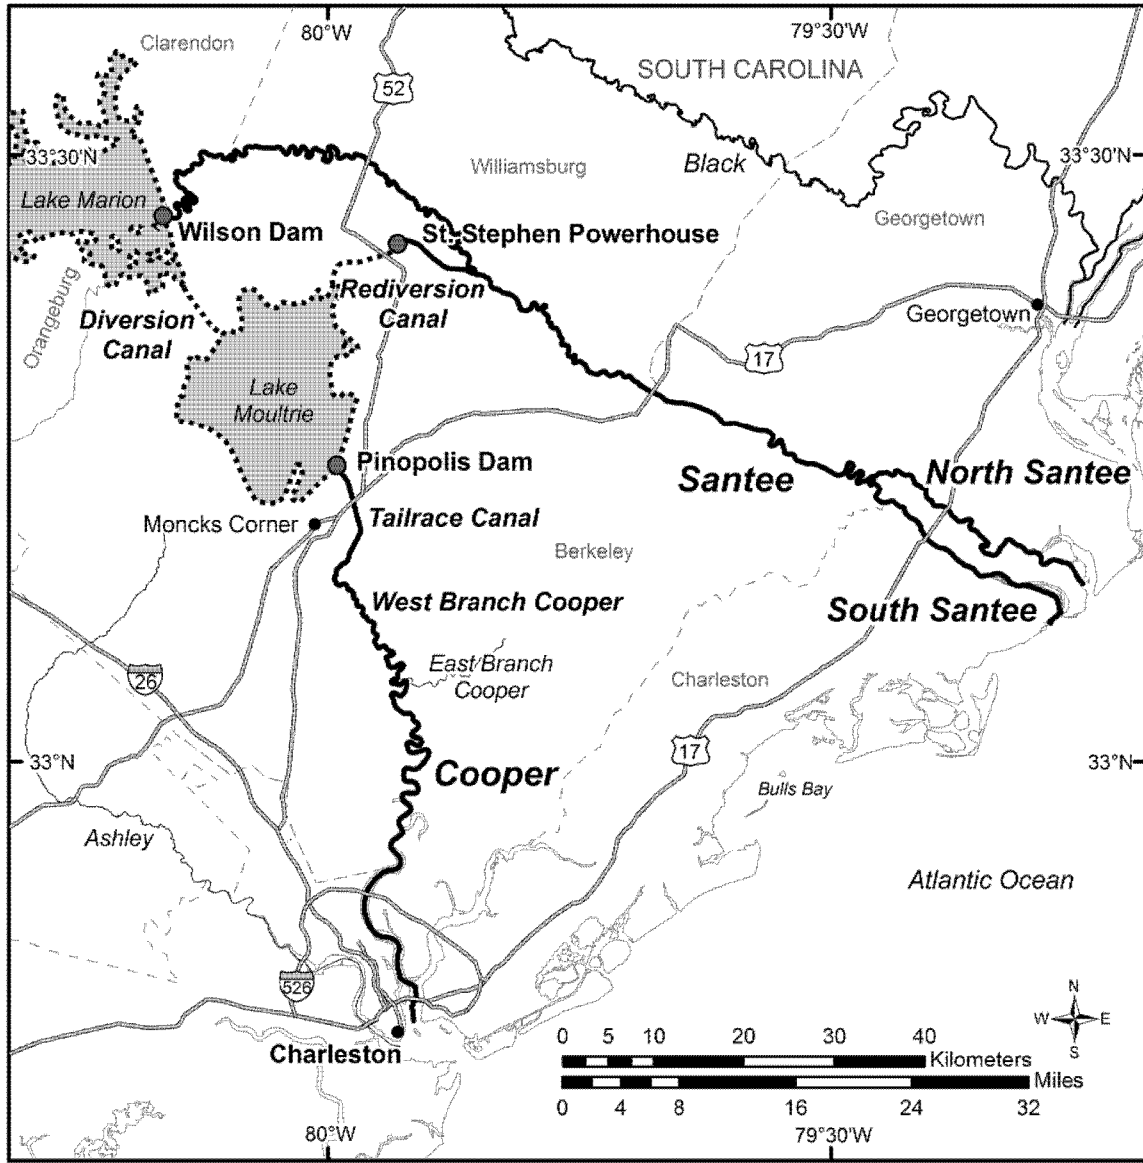 80°W
79°30'W
Clarendon
52
SOUTH CAROLINA
33°30'N
Williamsburg
Black
33°30'N
Lake Marion
Wilson Dam
St. Stephen Powerhouse
Georgetown
Orangeburg
Rediversion
Canal
Diversion
Canal
Georgetown
17
Lake
Moultrie
Pinopolis Dam
Santee
North Santee
Moncks Corner
Tailrace Canal
Berkeley
West Branch Cooper
South Santee
East Branch
Cooper
26
Charleston
17
33°N
Cooper
33°N
Bulls Bay
Ashley
Atlantic Ocean
526
N
W
E
S
Charleston
0 5 10 20 30 40
Kilometers
Miles
0 4 8 16 24 32
80°W
79°30'W